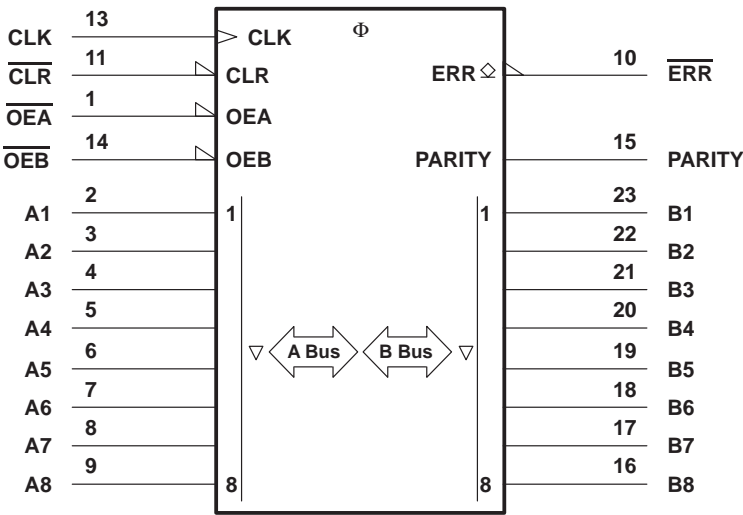 CLK 13 CLK Φ
CLR 11 CLR ERR 10 ERR
OEA 1 OEA
OEB 14 OEB PARITY 15 PARITY
A1 2 1 1 23 B1
A2 3 22 B2
A3 4 21 B3
A4 5 20 B4
A Bus B Bus
A5 6 19 B5
A6 7 18 B6
A7 8 17 B7
A8 9 8 8 16 B8